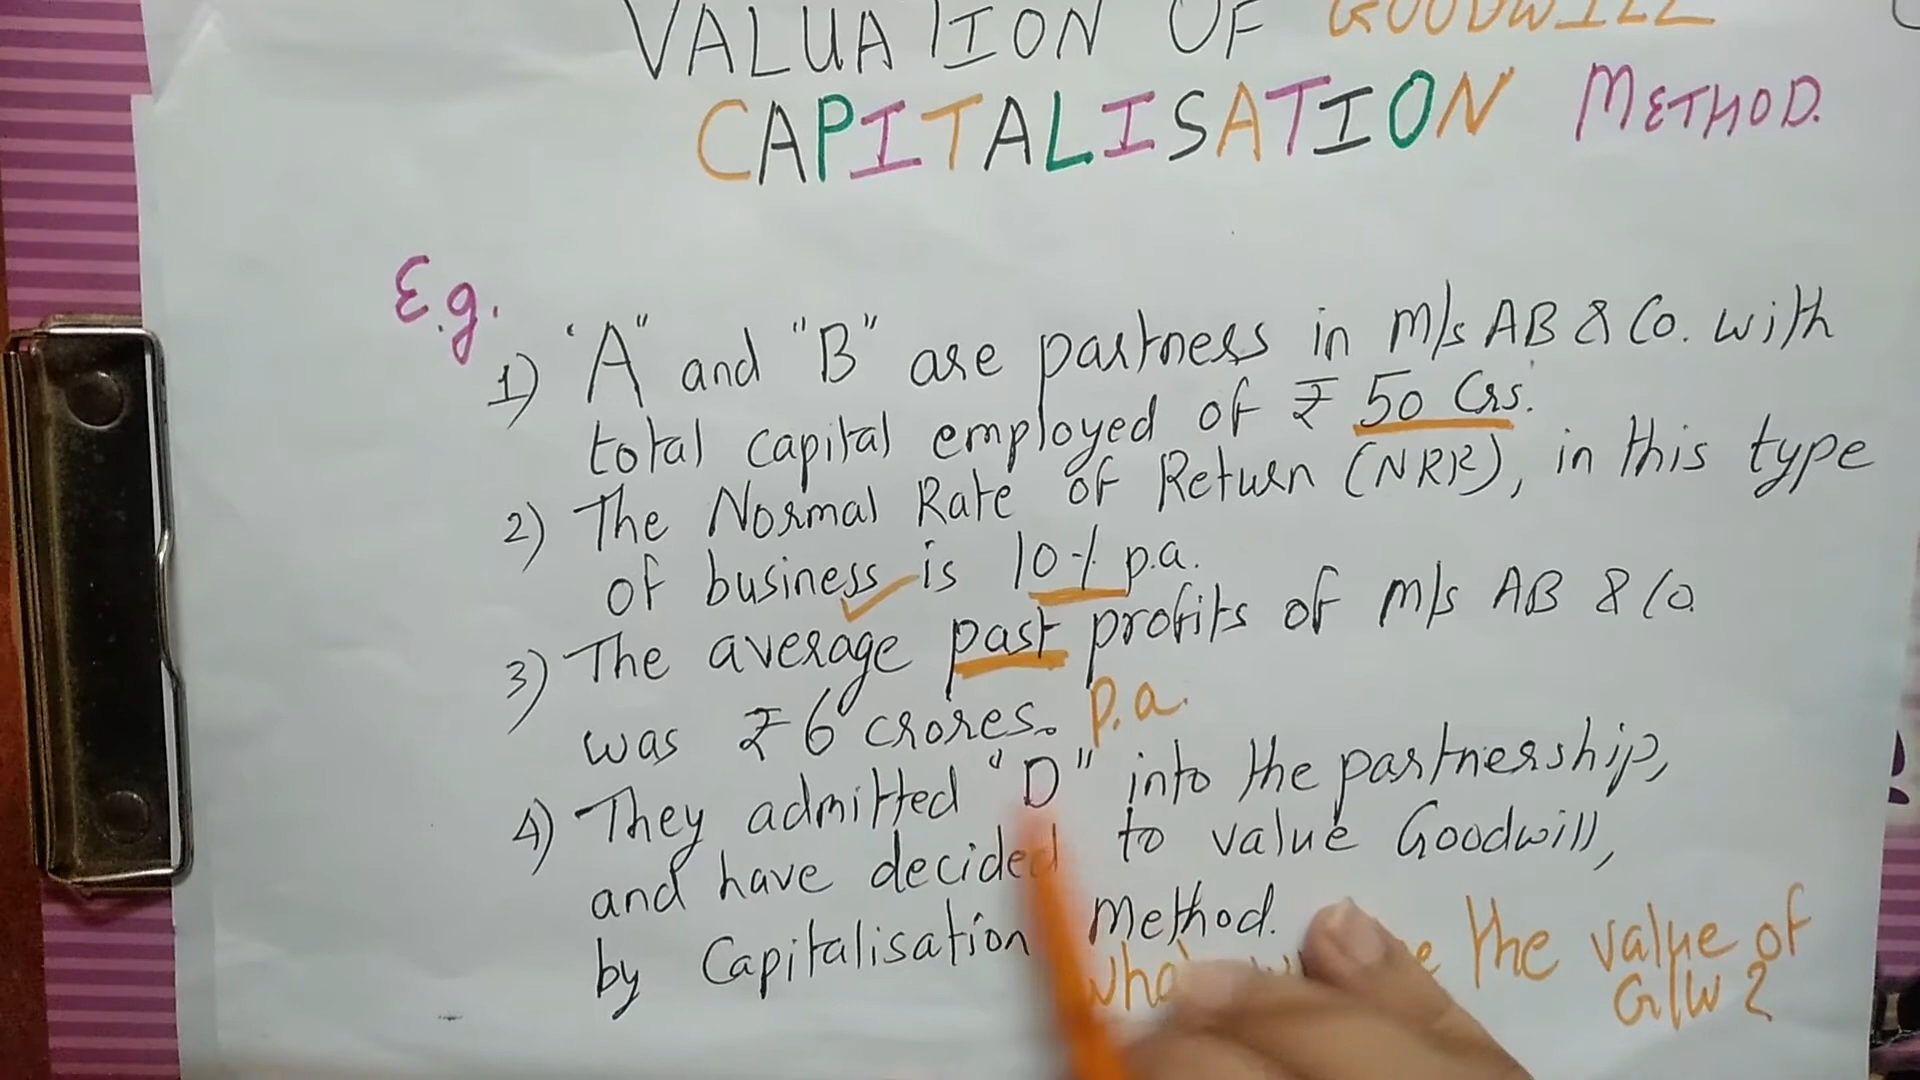 VALUATION OF GOODWILL
CAPITALISATION METHOD.
E.g.
1) "A" and "B" are partners in M/s AB & Co. with
total capital employed of ₹ 50 Crs.
2) The Normal Rate of Return (NRR), in this type
of business is 10% p.a.
3) The average past profits of M/s AB & Co.
was ₹ 6 crores. p.a.
4) They admitted "D" into the partnership,
and have decided to value Goodwill,
by Capitalisation Method.
the value of
G/W?